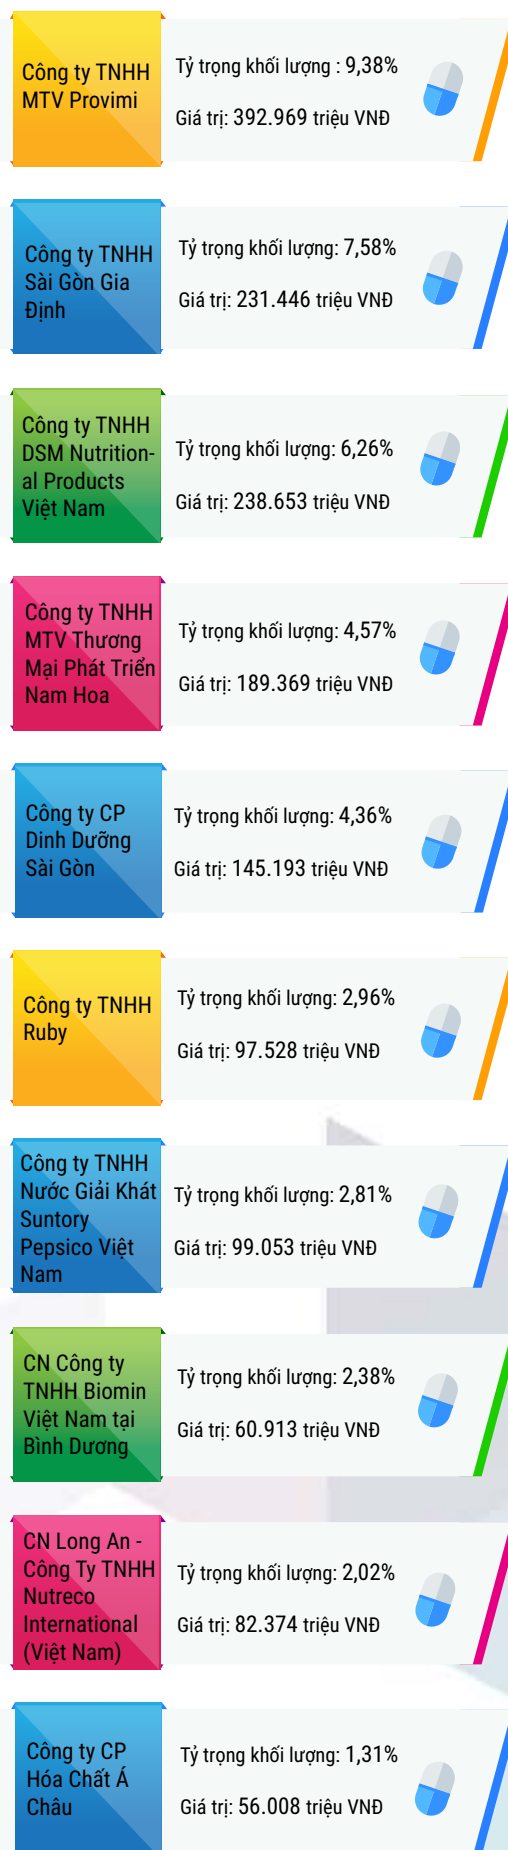 Công ty TNHH
MTV Provimi
Tỷ trọng khối lượng : 9,38%
Giá trị: 392.969 triệu VNĐ
Công ty TNHH
Sài Gòn Gia
Định
Tỷ trọng khối lượng: 7,58%
Giá trị: 231.446 triệu VNĐ
Công ty TNHH
DSM Nutrition-
al Products
Việt Nam
Tỷ trọng khối lượng: 6,26%
Giá trị: 238.653 triệu VNĐ
Công ty TNHH
MTV Thương
Mại Phát Triển
Nam Hoa
Tỷ trọng khối lượng: 4,57%
Giá trị: 189.369 triệu VNĐ
Công ty CP
Dinh Dưỡng
Sài Gòn
Tỷ trọng khối lượng: 4,36%
Giá trị: 145.193 triệu VNĐ
Công ty TNHH
Ruby
Tỷ trọng khối lượng: 2,96%
Giá trị: 97.528 triệu VNĐ
Công ty TNHH
Nước Giải Khát
Suntory
Pepsico Việt
Nam
Tỷ trọng khối lượng: 2,81%
Giá trị: 99.053 triệu VNĐ
CN Công ty
TNHH Biomin
Việt Nam tại
Bình Dương
Tỷ trọng khối lượng: 2,38%
Giá trị: 60.913 triệu VNĐ
CN Long An -
Công Ty TNHH
Nutreco
International
(Việt Nam)
Tỷ trọng khối lượng: 2,02%
Giá trị: 82.374 triệu VNĐ
Công ty CP
Hóa Chất Á
Châu
Tỷ trọng khối lượng: 1,31%
Giá trị: 56.008 triệu VNĐ